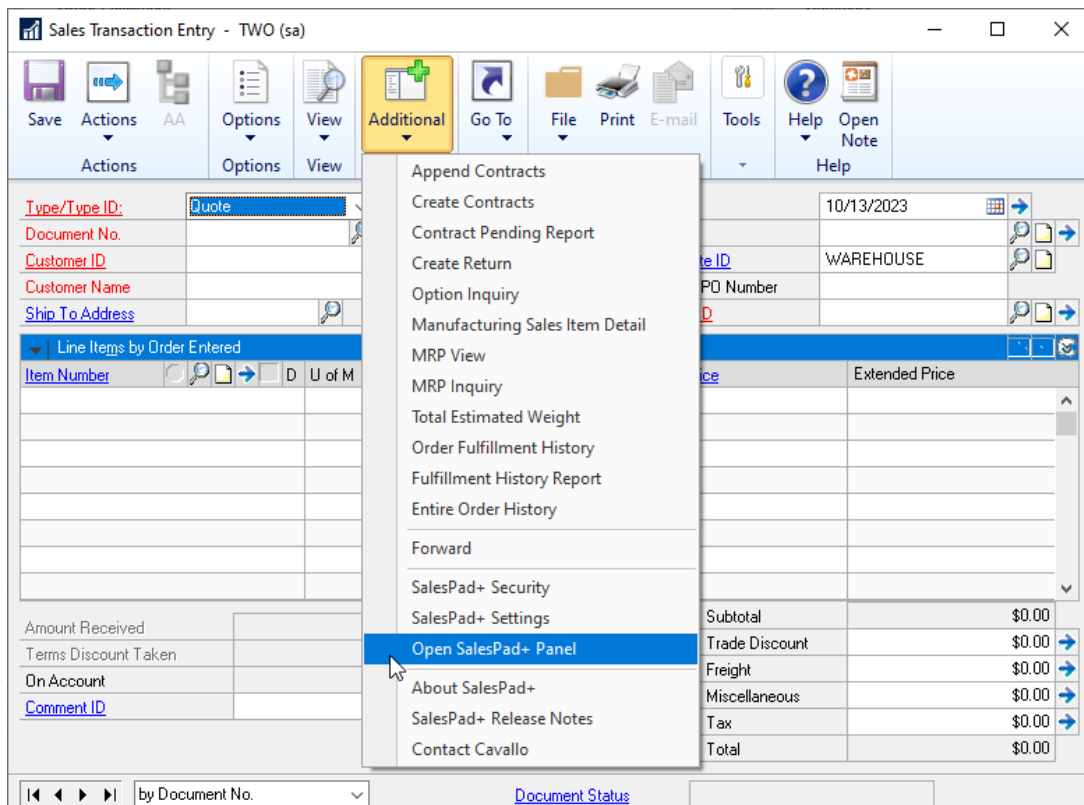 Sales Transaction Entry - TWO (sa)
Save Actions AA Options View Additional Go To File Print E-mail Tools Help Open Note
Actions Options View Help
Append Contracts
Create Contracts
Contract Pending Report
Create Return
Option Inquiry
Manufacturing Sales Item Detail
MRP View
MRP Inquiry
Total Estimated Weight
Order Fulfillment History
Fulfillment History Report
Entire Order History
Forward
SalesPad+ Security
SalesPad+ Settings
Open SalesPad+ Panel
About SalesPad+
SalesPad+ Release Notes
Contact Cavallo
Type/Type ID: Quote 10/13/2023
Document No.
Customer ID te ID WAREHOUSE
Customer Name PO Number
Ship To Address D
Line Items by Order Entered
Item Number D U of M ice Extended Price
Amount Received Subtotal $0.00
Terms Discount Taken Trade Discount $0.00
On Account Freight $0.00
Comment ID Miscellaneous $0.00
Tax $0.00
Total $0.00
by Document No. Document Status